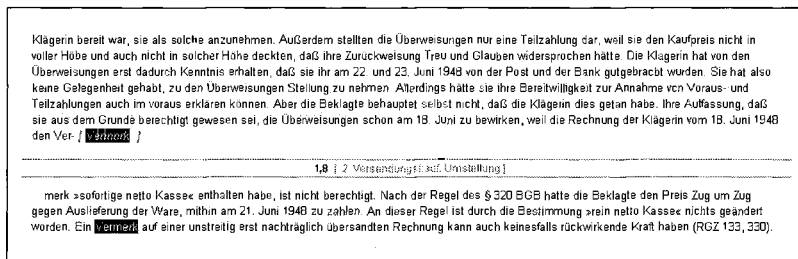 Klägerin bereit war, sie als solche anzunehmen. Außerdem stellten die Überweisungen nur eine Teilzahlung dar, weil sie den Kaufpreis nicht in
voller Höhe und auch nicht in solcher Höhe deckten, daß ihre Zurückweisung Treu und Glauben widersprochen hätte. Die Klägerin hat von den
Überweisungen erst dadurch Kenntnis erhalten, daß sie ihr am 22. und 23. Juni 1948 von der Post und der Bank gutgebracht wurden. Sie hat also
keine Gelegenheit gehabt, zu den Überweisungen Stellung zu nehmen. Allerdings hätte sie ihre Bereitwilligkeit zur Annahme von Voraus- und
Teilzahlungen auch im voraus erklären können. Aber die Beklagte behauptet selbst nicht, daß die Klägerin dies getan habe. Ihre Auffassung, daß
sie aus dem Grunde berechtigt gewesen sei, die Überweisungen schon am 18. Juni zu bewirken, weil die Rechnung der Klägerin vom 18. Juni 1948
den Ver- [ Vermerk ]
1,8 [ 2 Versendungskauf. Umstellung ]
merk »sofortige netto Kasse« enthalten habe, ist nicht berechtigt. Nach der Regel des § 320 BGB hatte die Beklagte den Preis Zug um Zug
gegen Auslieferung der Ware, mithin am 21. Juni 1948 zu zahlen. An dieser Regel ist durch die Bestimmung »rein netto Kasse« nichts geändert
worden. Ein Vermerk auf einer unstreitig erst nachträglich übersandten Rechnung kann auch keinesfalls rückwirkende Kraft haben (RGZ 133, 330).